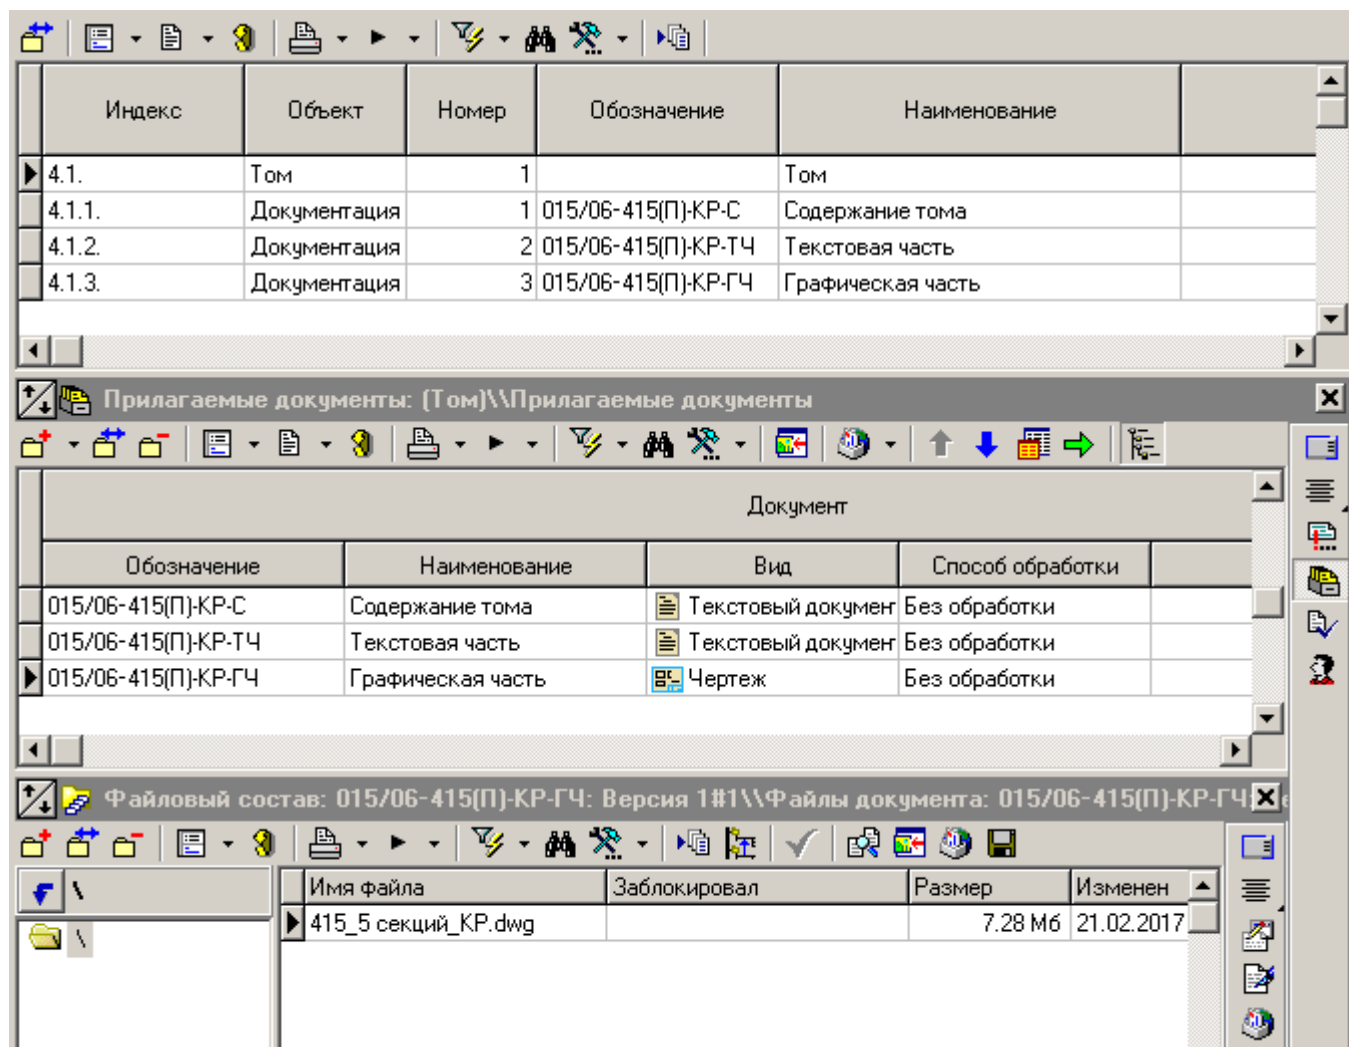 Индекс Объект Номер Обозначение Наименование
4.1. Том 1 Том
4.1.1. Документация 1 015/06-415(П)-КР-С Содержание тома
4.1.2. Документация 2 015/06-415(П)-КР-ТЧ Текстовая часть
4.1.3. Документация 3 015/06-415(П)-КР-ГЧ Графическая часть
Прилагаемые документы: (Том)\\Прилагаемые документы
Документ
Обозначение Наименование Вид Способ обработки
015/06-415(П)-КР-С Содержание тома Текстовый документ Без обработки
015/06-415(П)-КР-ТЧ Текстовая часть Текстовый документ Без обработки
015/06-415(П)-КР-ГЧ Графическая часть Чертеж Без обработки
Файловый состав: 015/06-415(П)-КР-ГЧ: Версия 1#1\\Файлы документа: 015/06-415(П)-КР-ГЧ:
\ Имя файла Заблокировал Размер Изменен
\ 415_5 секций_КР.dwg 7.28 Мб 21.02.2017